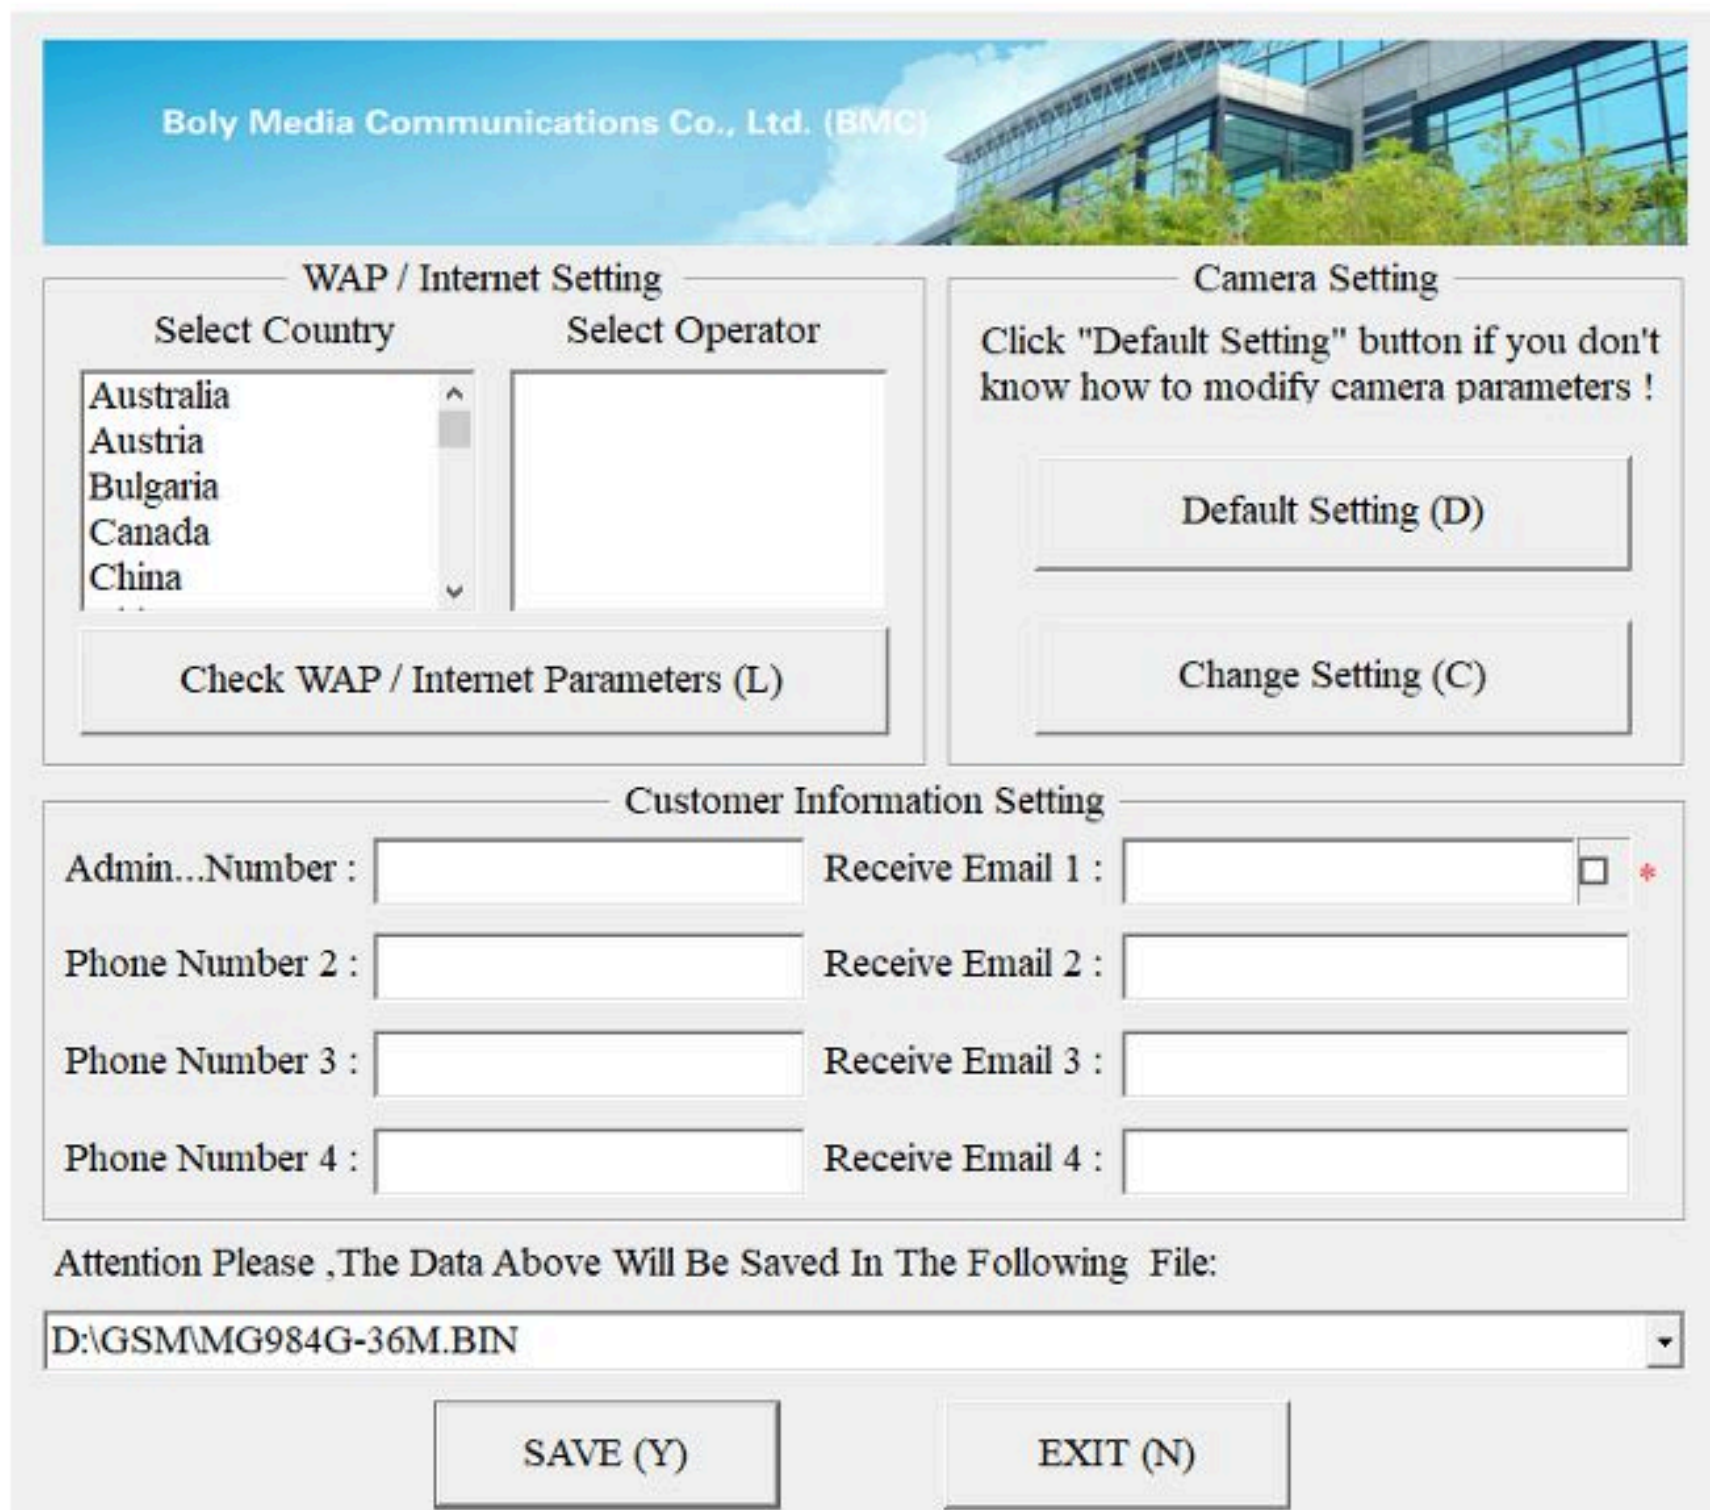 Boly Media Communications Co., Ltd. (BMC)
WAP / Internet Setting
Select Country
Select Operator
Australia
Austria
Bulgaria
Canada
China
Check WAP / Internet Parameters (L)
Camera Setting
Click "Default Setting" button if you don't
know how to modify camera parameters !
Default Setting (D)
Change Setting (C)
Customer Information Setting
Admin...Number :
Receive Email 1 :
*
Phone Number 2 :
Receive Email 2 :
Phone Number 3 :
Receive Email 3 :
Phone Number 4 :
Receive Email 4 :
Attention Please ,The Data Above Will Be Saved In The Following  File:
D:\GSM\MG984G-36M.BIN
SAVE (Y)
EXIT (N)